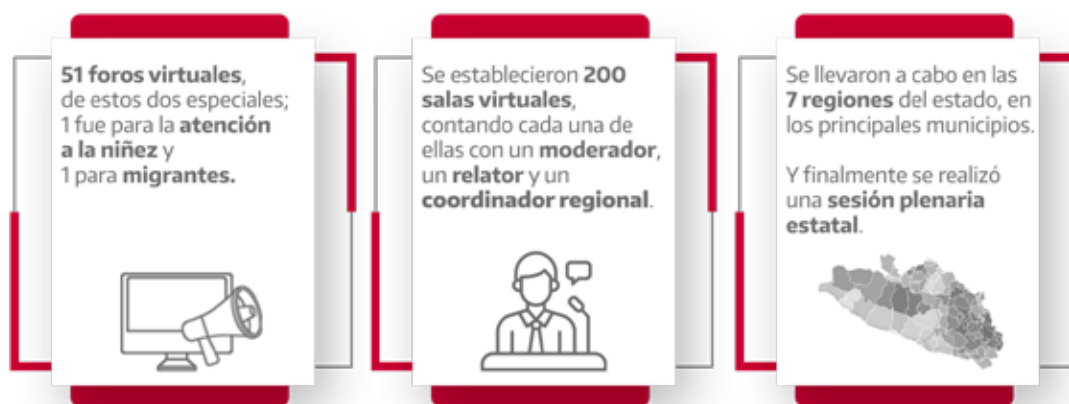 51 foros virtuales,
de estos dos especiales;
1 fue para la atención
a la niñez y
1 para migrantes.
Se establecieron 200
salas virtuales,
contando cada una de
ellas con un moderador,
un relator y un
coordinador regional.
Se llevaron a cabo en las
7 regiones del estado, en
los principales municipios.
Y finalmente se realizó
una sesión plenaria
estatal.